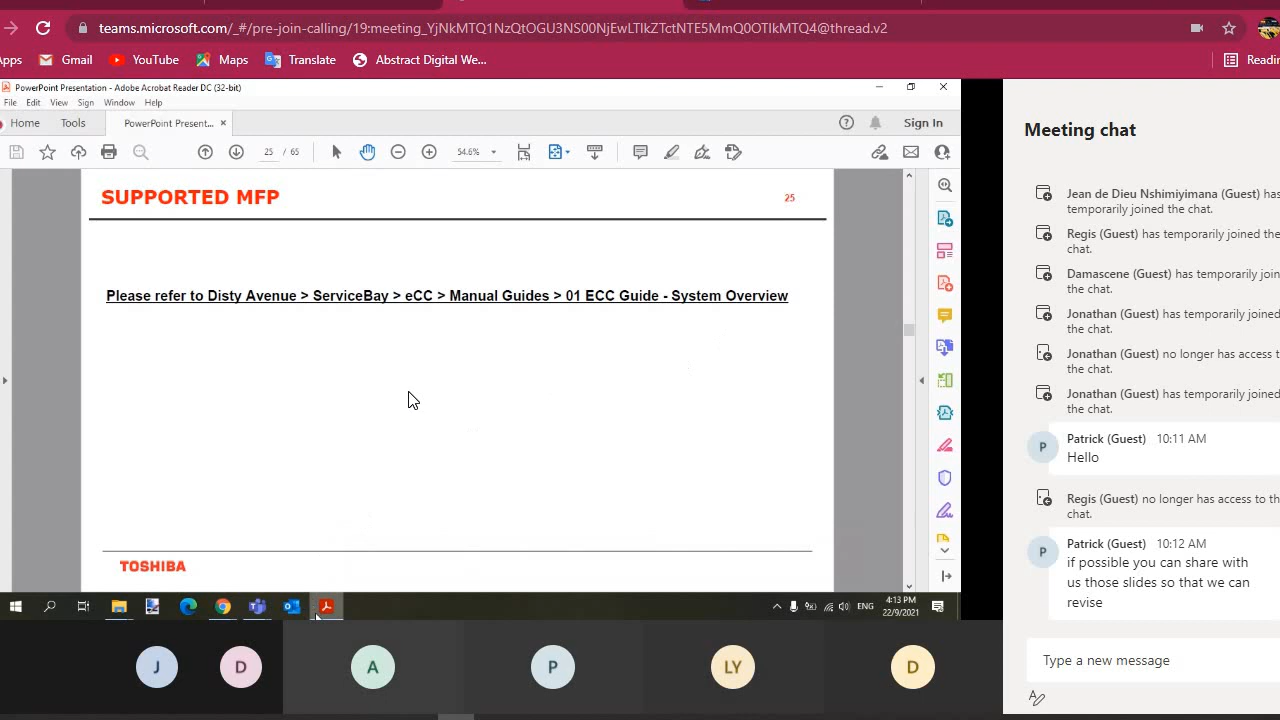 teams.microsoft.com/_#/pre-join-calling/19:meeting_YjNkMTQ1NzQtOGU3NS00NjEwLTlkZTctNTE5MmQ0OTIkMTQ4@thread.v2
Apps Gmail YouTube Maps Translate Abstract Digital We...
PowerPoint Presentation - Adobe Acrobat Reader DC (32-bit)
File Edit View Sign Window Help
Home Tools PowerPoint Present... × Sign In
25 / 65 54.6%
SUPPORTED MFP 25
Please refer to Disty Avenue > ServiceBay > eCC > Manual Guides > 01 ECC Guide - System Overview
TOSHIBA
ENG 4:13 PM
22/9/2021
J D A P LY D
Meeting chat
Jean de Dieu Nshimiyimana (Guest) has
temporarily joined the chat.
Regis (Guest) has temporarily joined the
chat.
Damascene (Guest) has temporarily join
the chat.
Jonathan (Guest) has temporarily joined
the chat.
Jonathan (Guest) no longer has access t
the chat.
Jonathan (Guest) has temporarily joined
the chat.
P Patrick (Guest) 10:11 AM
Hello
Regis (Guest) no longer has access to th
chat.
P Patrick (Guest) 10:12 AM
if possible you can share with
us those slides so that we can
revise
Type a new message